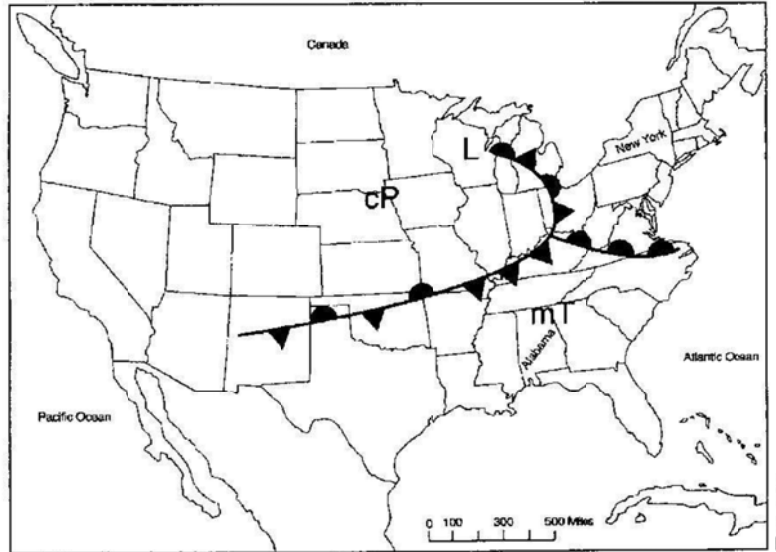 Canada
New York
L
cP
mT
Alabama
Atlantic Ocean
Pacific Ocean
0 100 300 500 Miles